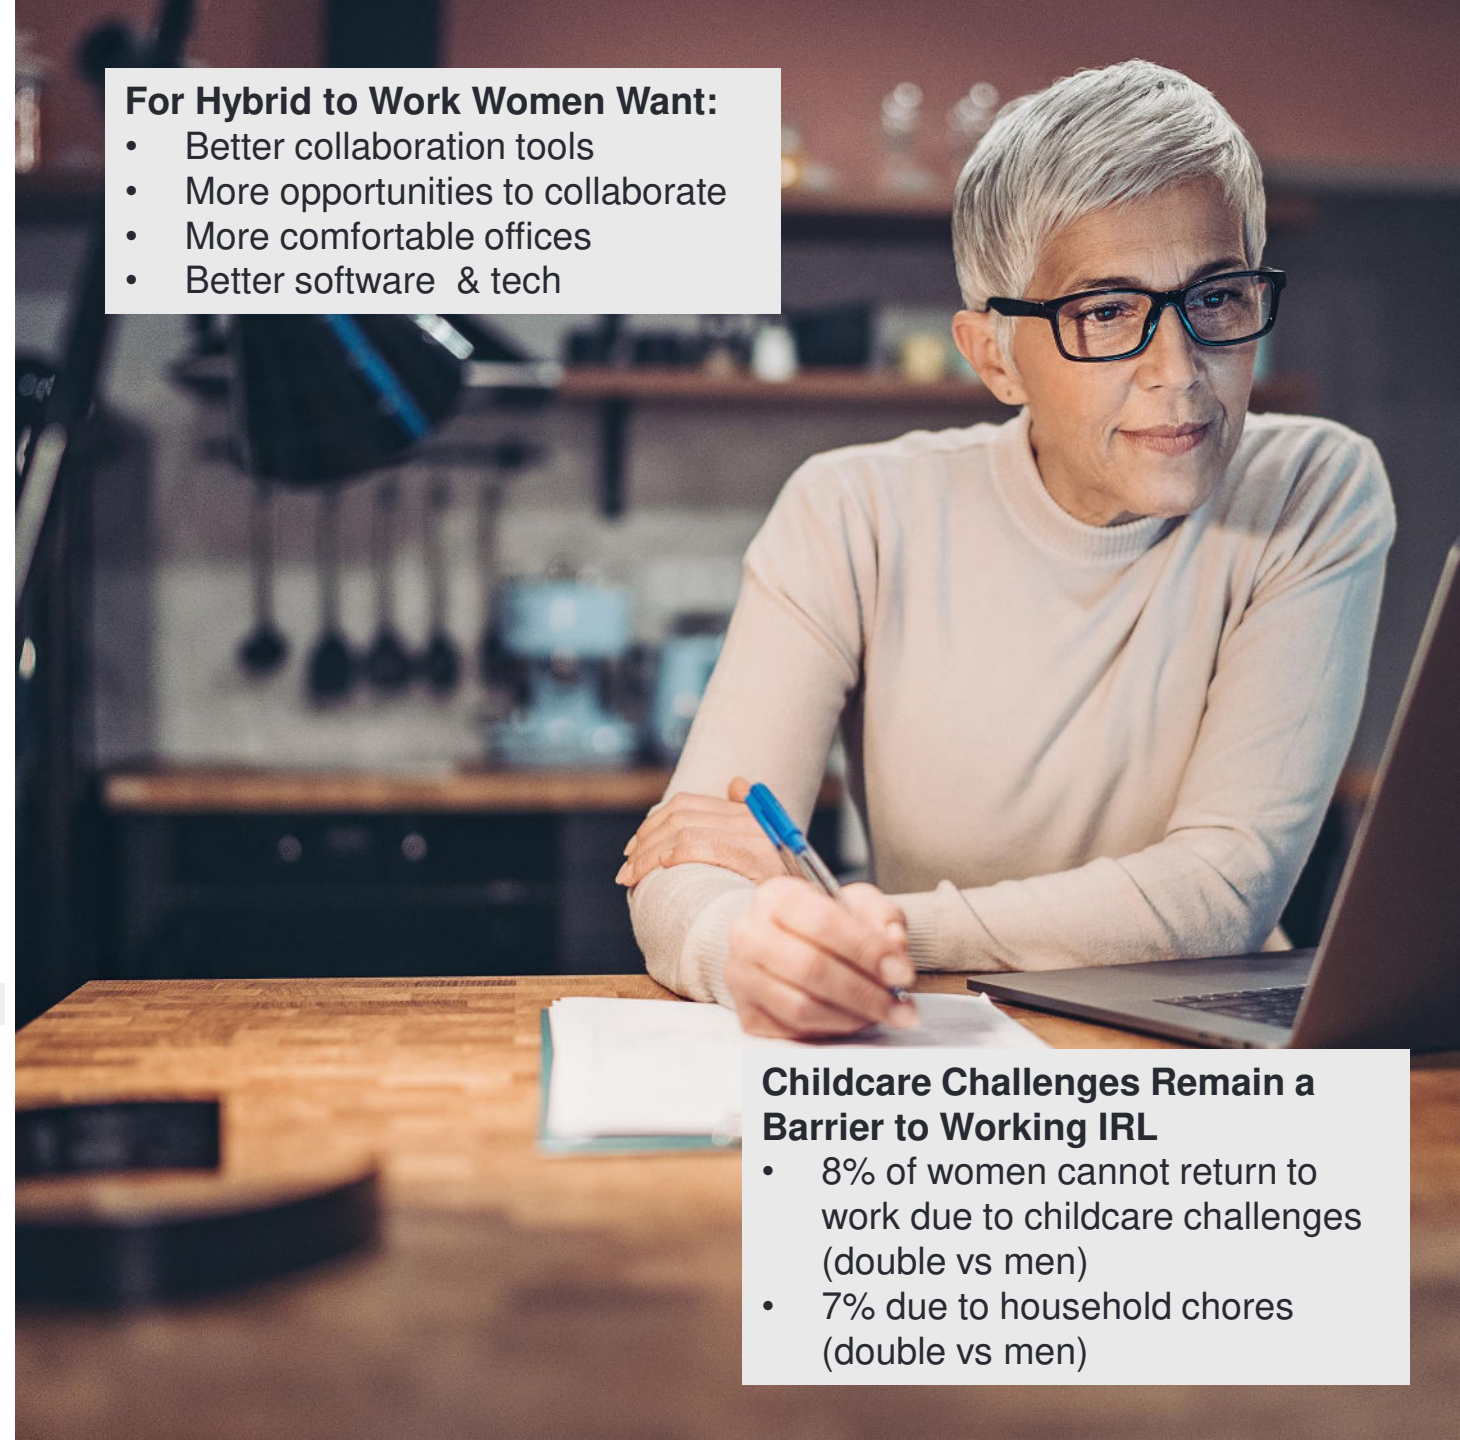 For Hybrid to Work Women Want:
• Better collaboration tools
• More opportunities to collaborate
• More comfortable offices
• Better software  & tech
Childcare Challenges Remain a
Barrier to Working IRL
• 8% of women cannot return to
work due to childcare challenges
(double vs men)
• 7% due to household chores
(double vs men)